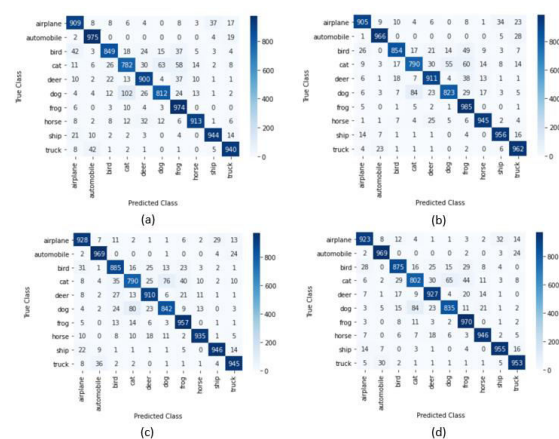 airplane 909 8 8 6 4 0 8 3 37 17
automobile 2 975 0 0 0 0 0 0 4 19
bird 42 3 849 18 24 15 37 5 3 4
cat 11 6 26 782 30 63 58 14 2 8
deer 10 2 22 13 900 4 37 10 1 1
dog 4 4 12 102 26 812 24 12 1 3
frog 6 0 3 10 4 3 974 0 0 0
horse 8 2 8 12 32 12 6 913 1 6
ship 21 10 2 2 3 0 4 0 944 14
truck 8 42 1 2 0 1 0 1 5 940
airplane automobile bird cat deer dog frog horse ship truck
True Class
Predicted Class
800
600
400
200
0
(a)
airplane 905 9 10 4 6 0 8 1 34 23
automobile 1 966 0 0 0 0 0 0 5 28
bird 26 0 854 17 21 14 49 9 3 7
cat 9 3 17 790 30 55 60 14 8 14
deer 6 1 18 7 911 4 38 13 1 1
dog 6 3 7 84 23 823 29 17 3 5
frog 985 0 0
horse 1 1 7 4 25 5 6 945 2 4
ship 14 7 1 1 4 0 1 0 956 16
truck 4 23 1 2 0 1 0 1 6 962
airplane automobile bird cat deer dog frog horse ship truck
True Class
Predicted Class
800
600
400
200
0
(b)
airplane 928 7 11 2 1 1 6 2 29 13
automobile 2 969 0 0 0 0 1 0 4 24
bird 31 1 885 16 25 13 23 3 2 1
cat 8 4 35 790 25 76 40 10 2 10
deer 8 2 27 13 910 6 21 11 1 1
dog 4 2 24 80 23 842 9 13 0 3
frog 5 0 14 13 3 6 957 0 1 1
horse 10 0 8 10 18 11 2 935 1 5
ship 22 9 1 1 1 1 5 0 946 14
truck 8 36 2 2 0 1 1 1 4 945
airplane automobile bird cat deer dog frog horse ship truck
True Class
Predicted Class
800
600
400
200
0
(c)
airplane 923 8 12 4 1 1 3 2 32 14
automobile 2 969 0 0 0 0 1 1 3 24
bird 28 0 875 16 25 15 29 8 4 0
cat 6 2 29 802 30 65 44 11 3 8
deer 7 1 17 9 927 4 20 14 1 0
dog 3 15 84 23 835 11 21 1 2
frog 3 0 8 11 3 2 970 1 1 1
horse 7 0 6 7 18 6 3 946 2 5
ship 14 7 0 3 3 1 1 0 955 16
truck 5 30 2 2 1 1 1 1 4 953
airplane automobile bird cat deer dog frog horse ship truck
True Class
Predicted Class
800
600
400
200
0
(d)